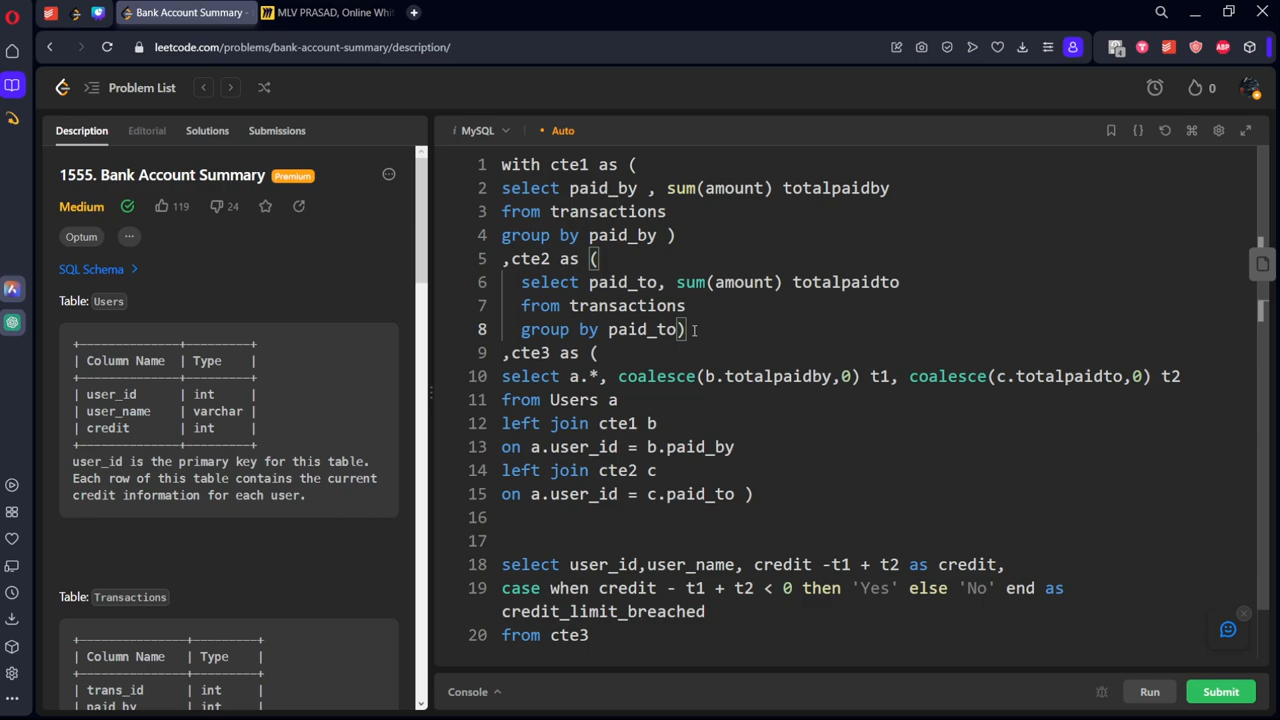 Bank Account Summary -
MLV PRASAD, Online Whit
leetcode.com/problems/bank-account-summary/description/
Problem List
0
Description
Editorial
Solutions
Submissions
MySQL
Auto
1555. Bank Account Summary
Premium
Medium
119
24
Optum
SQL Schema >
Table: Users
+--------------+---------+
| Column Name | Type |
+--------------+---------+
| user_id | int |
| user_name | varchar |
| credit | int |
+--------------+---------+
user_id is the primary key for this table.
Each row of this table contains the current
credit information for each user.
Table: Transactions
+---------------+---------+
| Column Name | Type |
+---------------+---------+
| trans_id | int |
| paid_by | int |
1 with cte1 as (
2 select paid_by , sum(amount) totalpaidby
3 from transactions
4 group by paid_by )
5 ,cte2 as (
6 select paid_to, sum(amount) totalpaidto
7 from transactions
8 group by paid_to)
9 ,cte3 as (
10 select a.*, coalesce(b.totalpaidby,0) t1, coalesce(c.totalpaidto,0) t2
11 from Users a
12 left join cte1 b
13 on a.user_id = b.paid_by
14 left join cte2 c
15 on a.user_id = c.paid_to )
16
17
18 select user_id,user_name, credit -t1 + t2 as credit,
19 case when credit - t1 + t2 < 0 then 'Yes' else 'No' end as
credit_limit_breached
20 from cte3
Console
Run
Submit